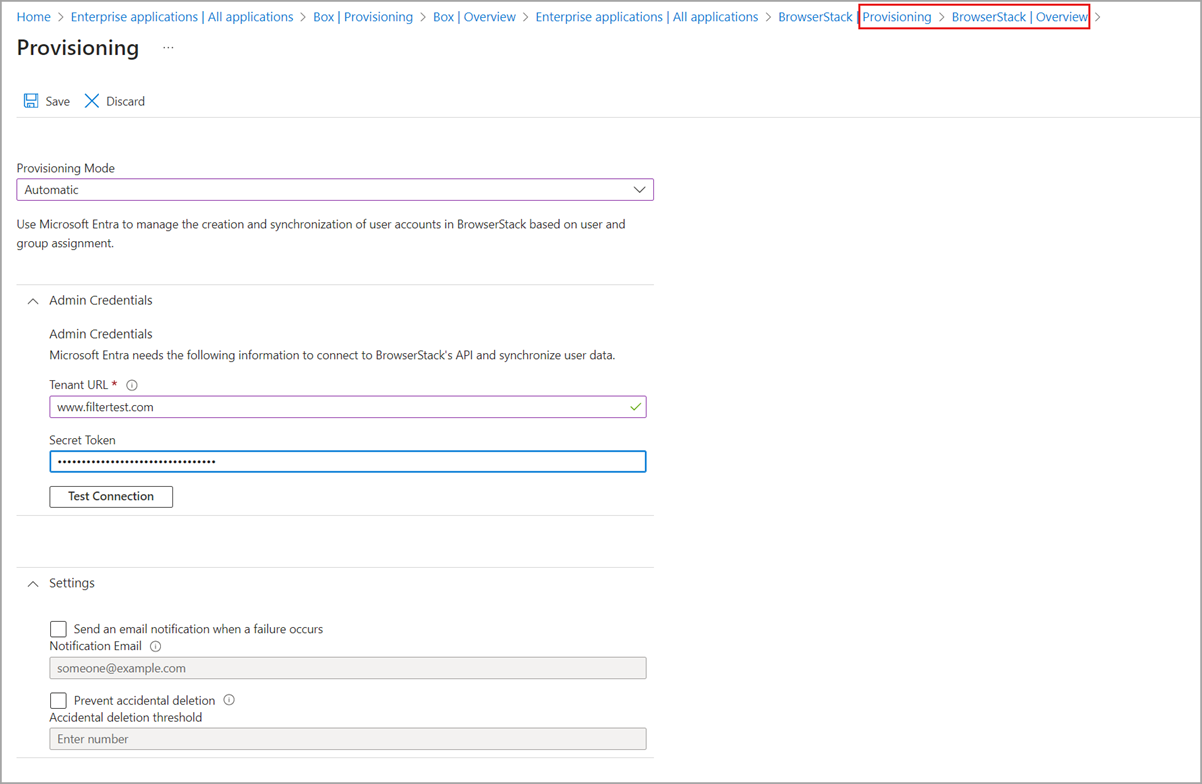 Home > Enterprise applications | All applications > Box | Provisioning > Box | Overview > Enterprise applications | All applications > BrowserStack | Provisioning > BrowserStack | Overview >
Provisioning ...
Save Discard
Provisioning Mode
Automatic
Use Microsoft Entra to manage the creation and synchronization of user accounts in BrowserStack based on user and
group assignment.
Admin Credentials
Admin Credentials
Microsoft Entra needs the following information to connect to BrowserStack's API and synchronize user data.
Tenant URL *
www.filtertest.com
Secret Token
•••••••••••••••••••••••••••••••••
Test Connection
Settings
Send an email notification when a failure occurs
Notification Email
someone@example.com
Prevent accidental deletion
Accidental deletion threshold
Enter number